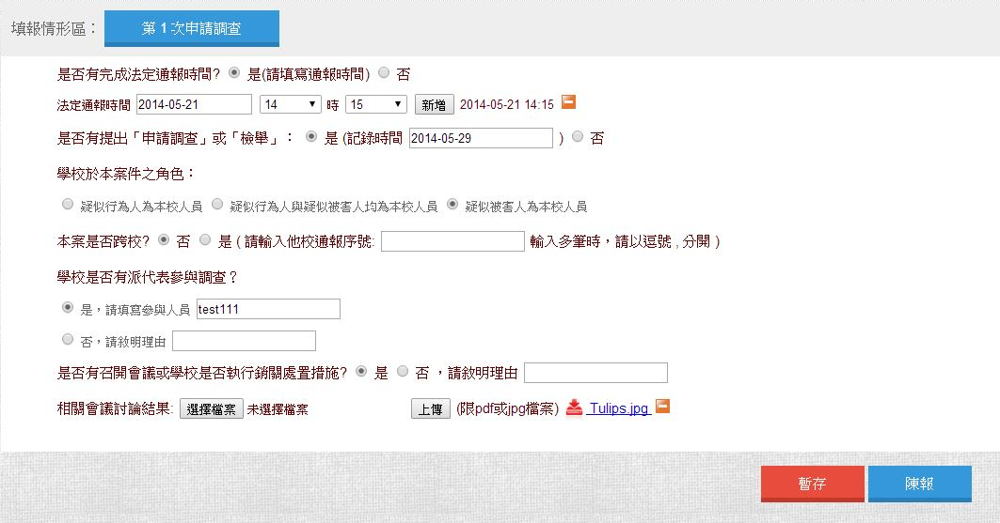 填報情形區： 第 1 次申請調查
是否有完成法定通報時間? 是(請填寫通報時間) 否
法定通報時間 2014-05-21 14 時 15 新增 2014-05-21 14:15
是否有提出「申請調查」或「檢舉」： 是 (記錄時間 2014-05-29 ) 否
學校於本案件之角色：
疑似行為人為本校人員 疑似行為人與疑似被害人均為本校人員 疑似被害人為本校人員
本案是否跨校? 否 是 ( 請輸入他校通報序號: 輸入多筆時，請以逗號 , 分開 )
學校是否有派代表參與調查？
是，請填寫參與人員 test111
否，請敘明理由
是否有召開會議或學校是否執行銷關處置措施? 是 否 ，請敘明理由
相關會議討論結果: 選擇檔案 未選擇檔案 上傳 (限pdf或jpg檔案) Tulips.jpg
暫存 陳報